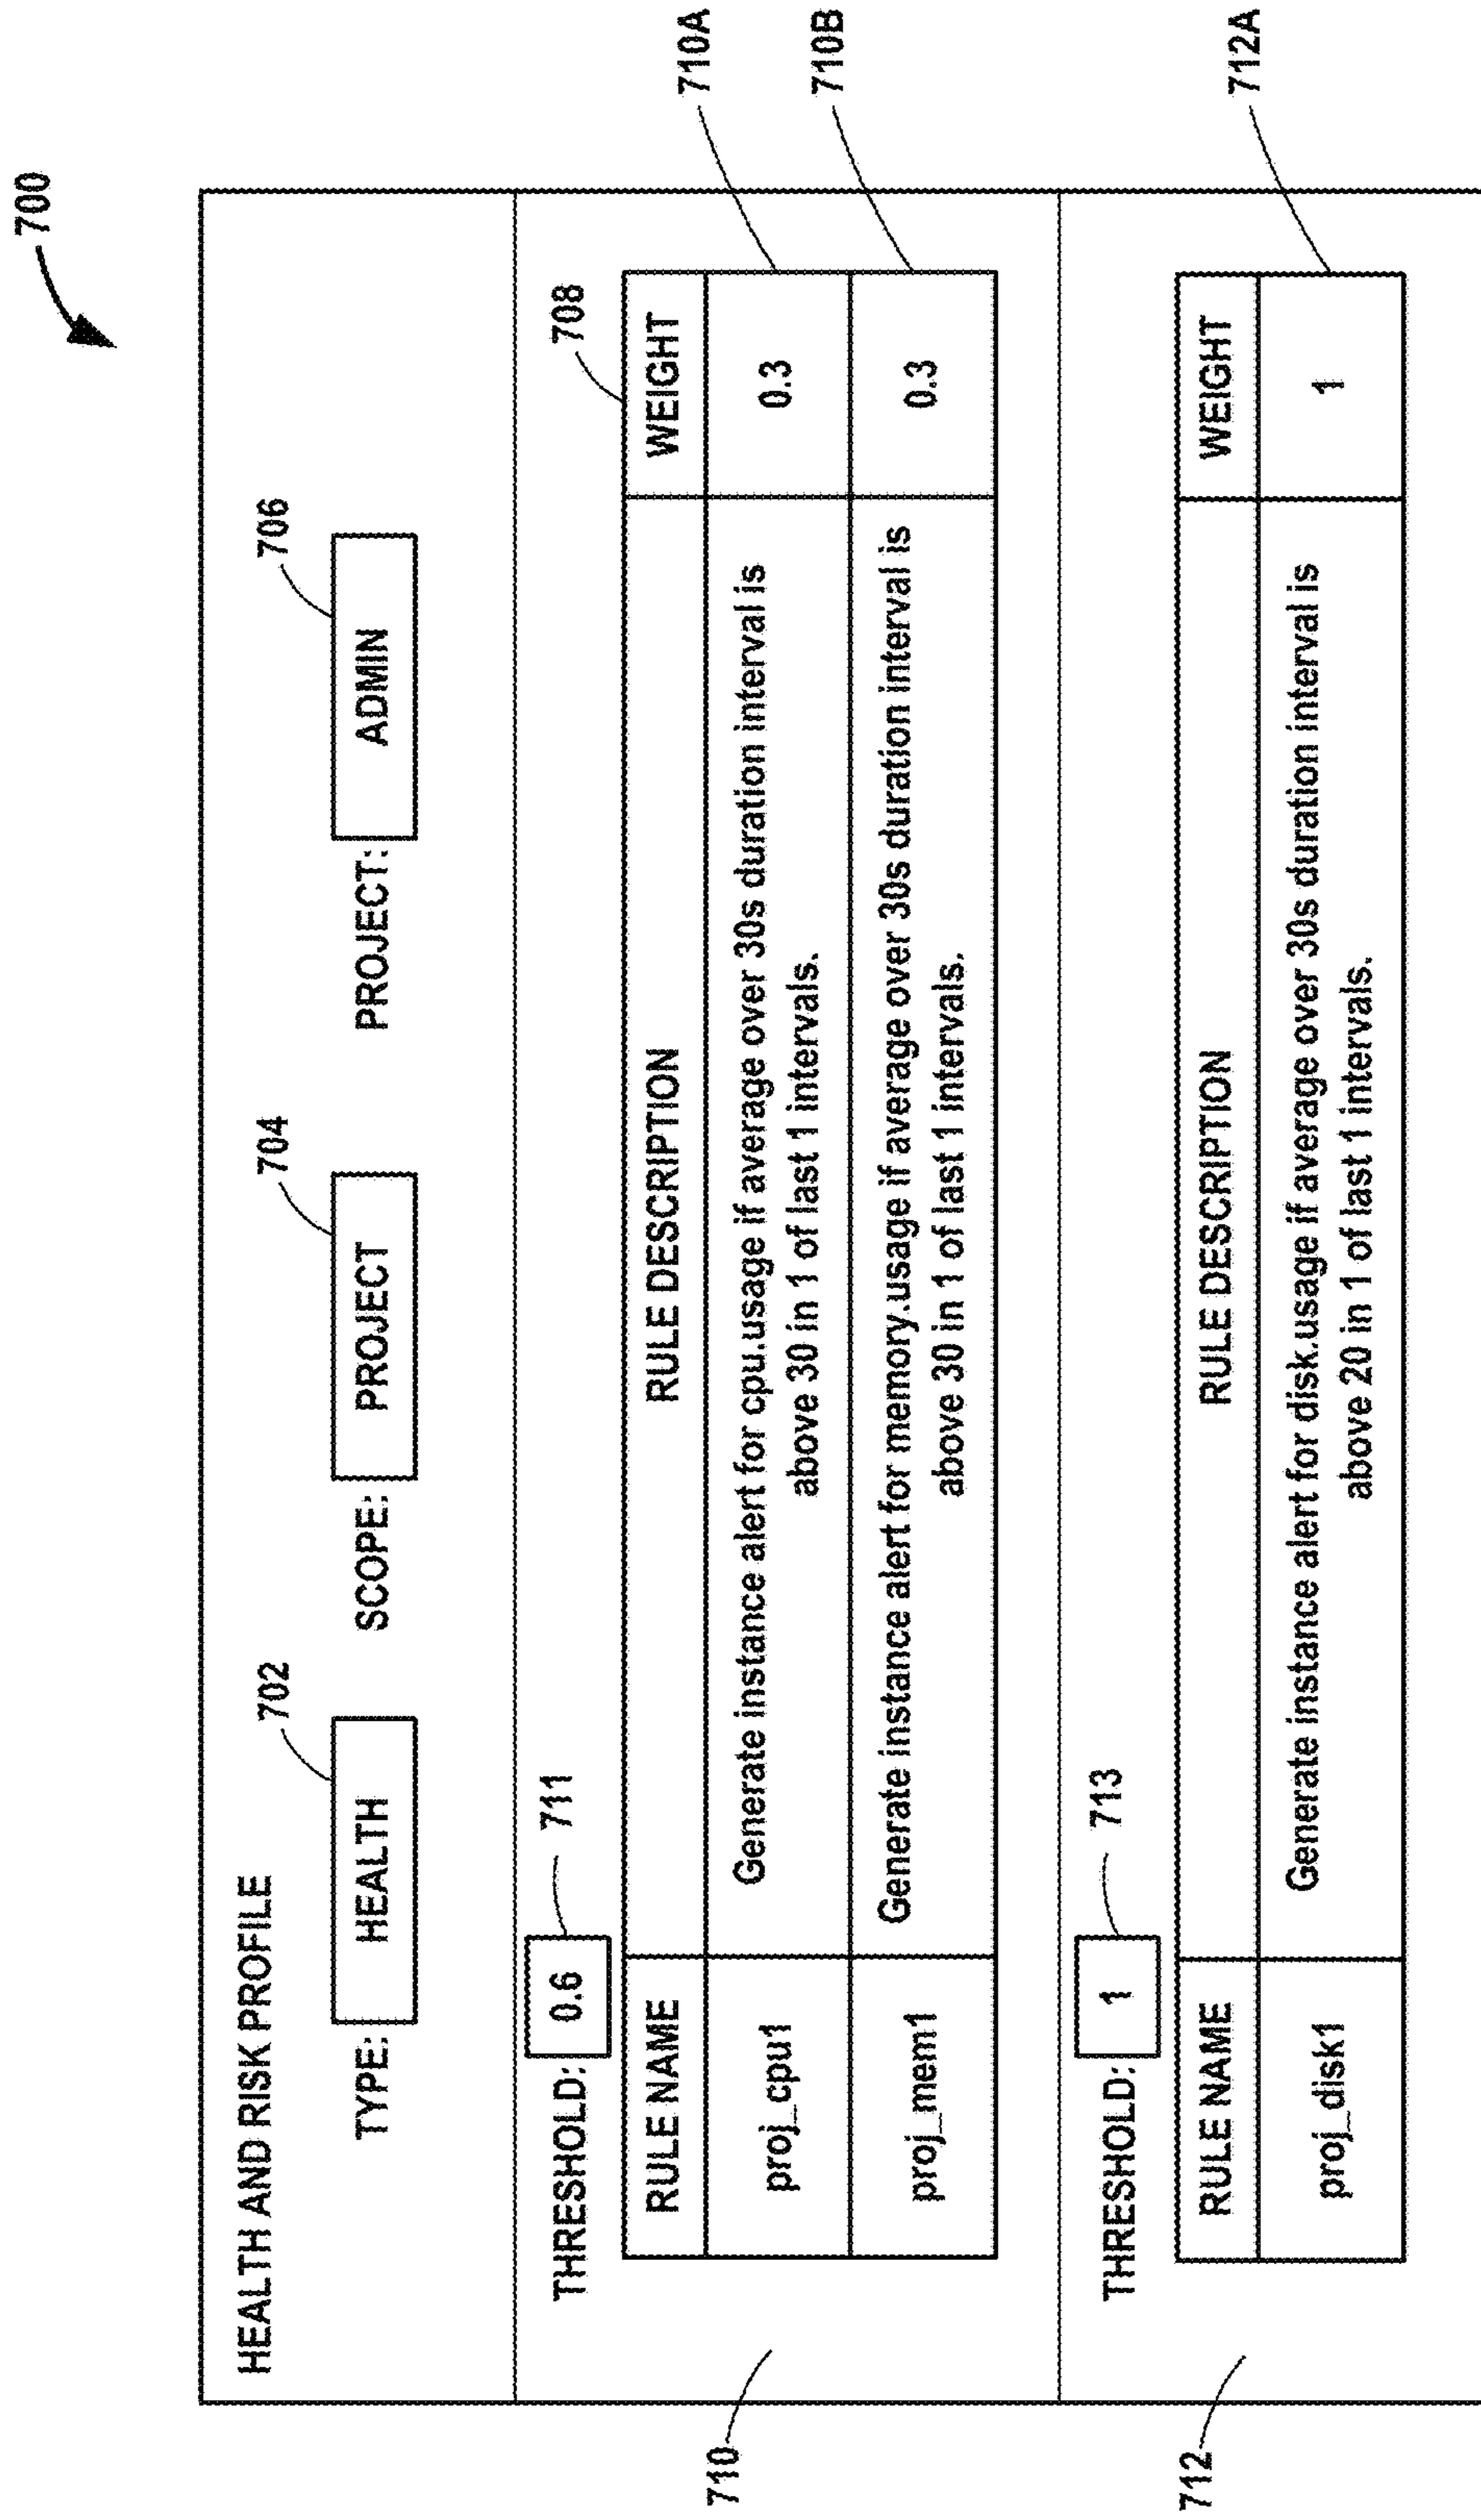 700
HEALTH AND RISK PROFILE
702
704
706
TYPE: HEALTH SCOPE: PROJECT PROJECT: ADMIN
710
THRESHOLD: 0.6
711
708
RULE NAME RULE DESCRIPTION WEIGHT
proj_cpu1 Generate instance alert for cpu.usage if average over 30s duration interval is 0.3
above 30 in 1 of last 1 intervals.
710A
proj_mem1 Generate instance alert for memory.usage if average over 30s duration interval is 0.3
above 30 in 1 of last 1 intervals.
710B
712
THRESHOLD: 1
713
RULE NAME RULE DESCRIPTION WEIGHT
proj_disk1 Generate instance alert for disk.usage if average over 30s duration interval is 1
above 20 in 1 of last 1 intervals.
712A